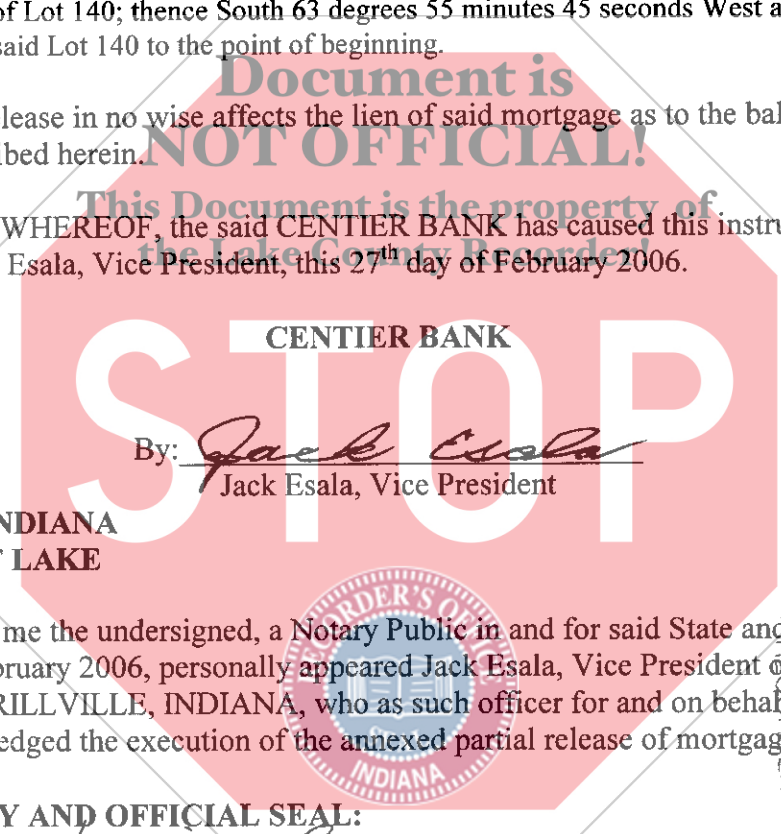 of Lot 140; thence South 63 degrees 55 minutes 45 seconds West a
said Lot 140 to the point of beginning.
Document is
lease in no wise affects the lien of said mortgage as to the bal
ibed herein.
NOT OFFICIAL!
This Document is the property of
WHEREOF, the said CENTIER BANK has caused this instru
the Lake County Recorder!
Esala, Vice President, this 27th day of February 2006.
CENTIER BANK
STOP
By: Jack Esala
Jack Esala, Vice President
NDIANA
LAKE
RECORDER'S OFFICE
me the undersigned, a Notary Public in and for said State and
bruary 2006, personally appeared Jack Esala, Vice President o
RILLVILLE, INDIANA, who as such officer for and on behal
SEAL
edged the execution of the annexed partial release of mortgag
INDIANA
Y AND OFFICIAL SEAL: